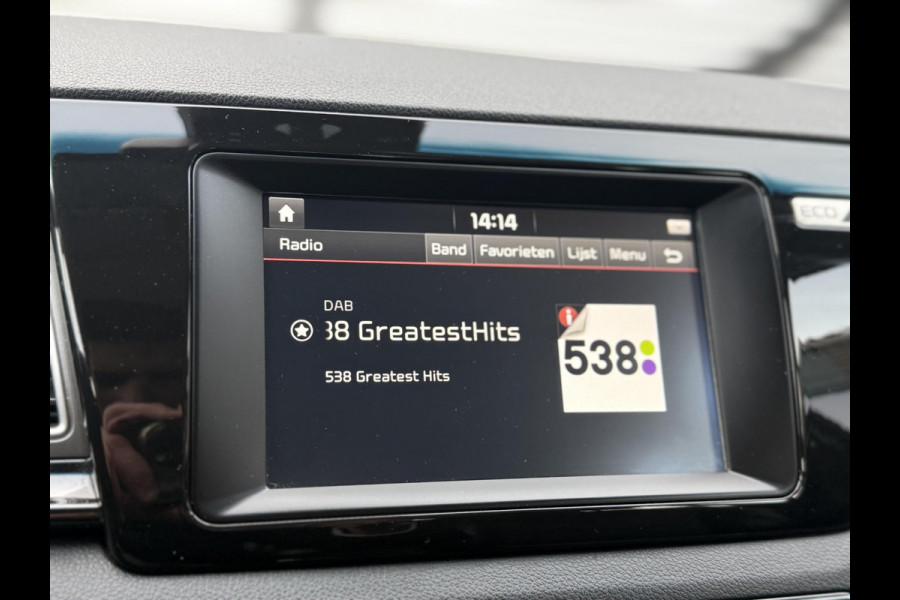 14:14
Radio Band Favorieten Lijst Menu
DAB
38 GreatestHits
538 Greatest Hits
538
i
ECO